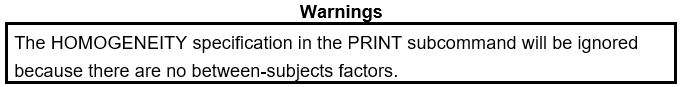 Warnings
The HOMOGENEITY specification in the PRINT subcommand will be ignored
because there are no between-subjects factors.